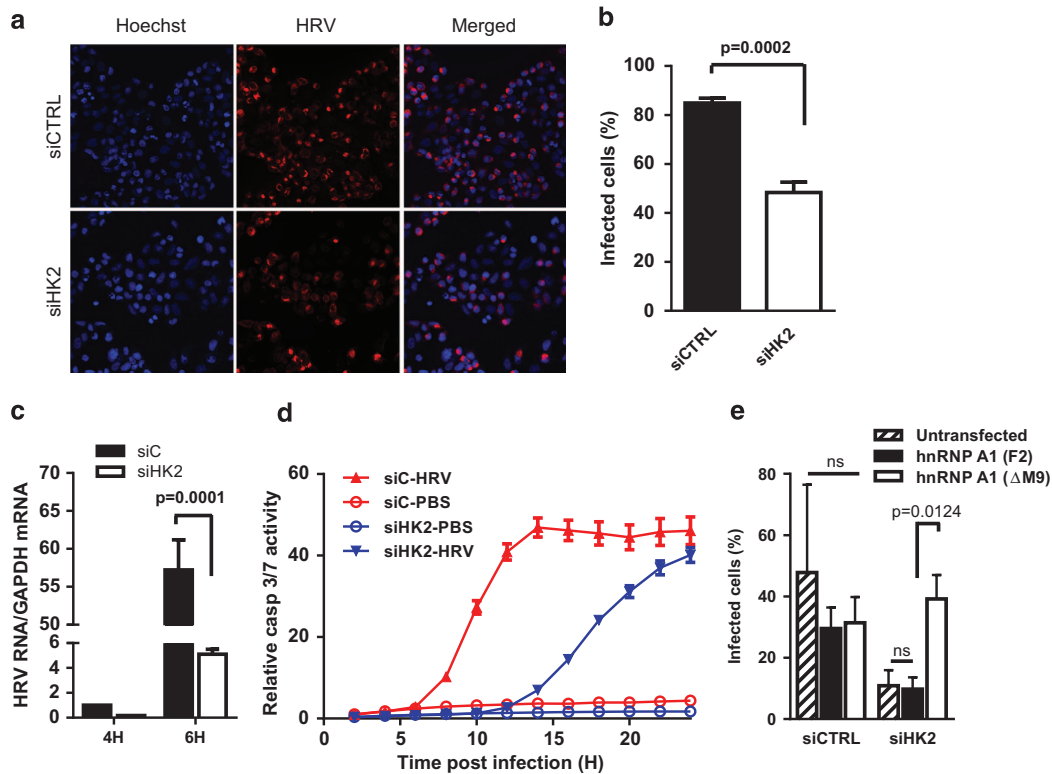 a
Hoechst HRV Merged
siCTRL
siHK2
b
p=0.0002
Infected cells (%)
100
80
60
40
20
0
siCTRL siHK2
c
siC
siHK2
p=0.0001
HRV RNA/GAPDH mRNA
70
65
60
55
50
6
4
2
0
4H 6H
d
siC-HRV
siC-PBS
siHK2-PBS
siHK2-HRV
Relative casp 3/7 activity
60
40
20
0
0 5 10 15 20
Time post infection (H)
e
Untransfected
hnRNP A1 (F2)
hnRNP A1 (ΔM9)
ns
p=0.0124
ns
Infected cells (%)
80
60
40
20
0
siCTRL siHK2